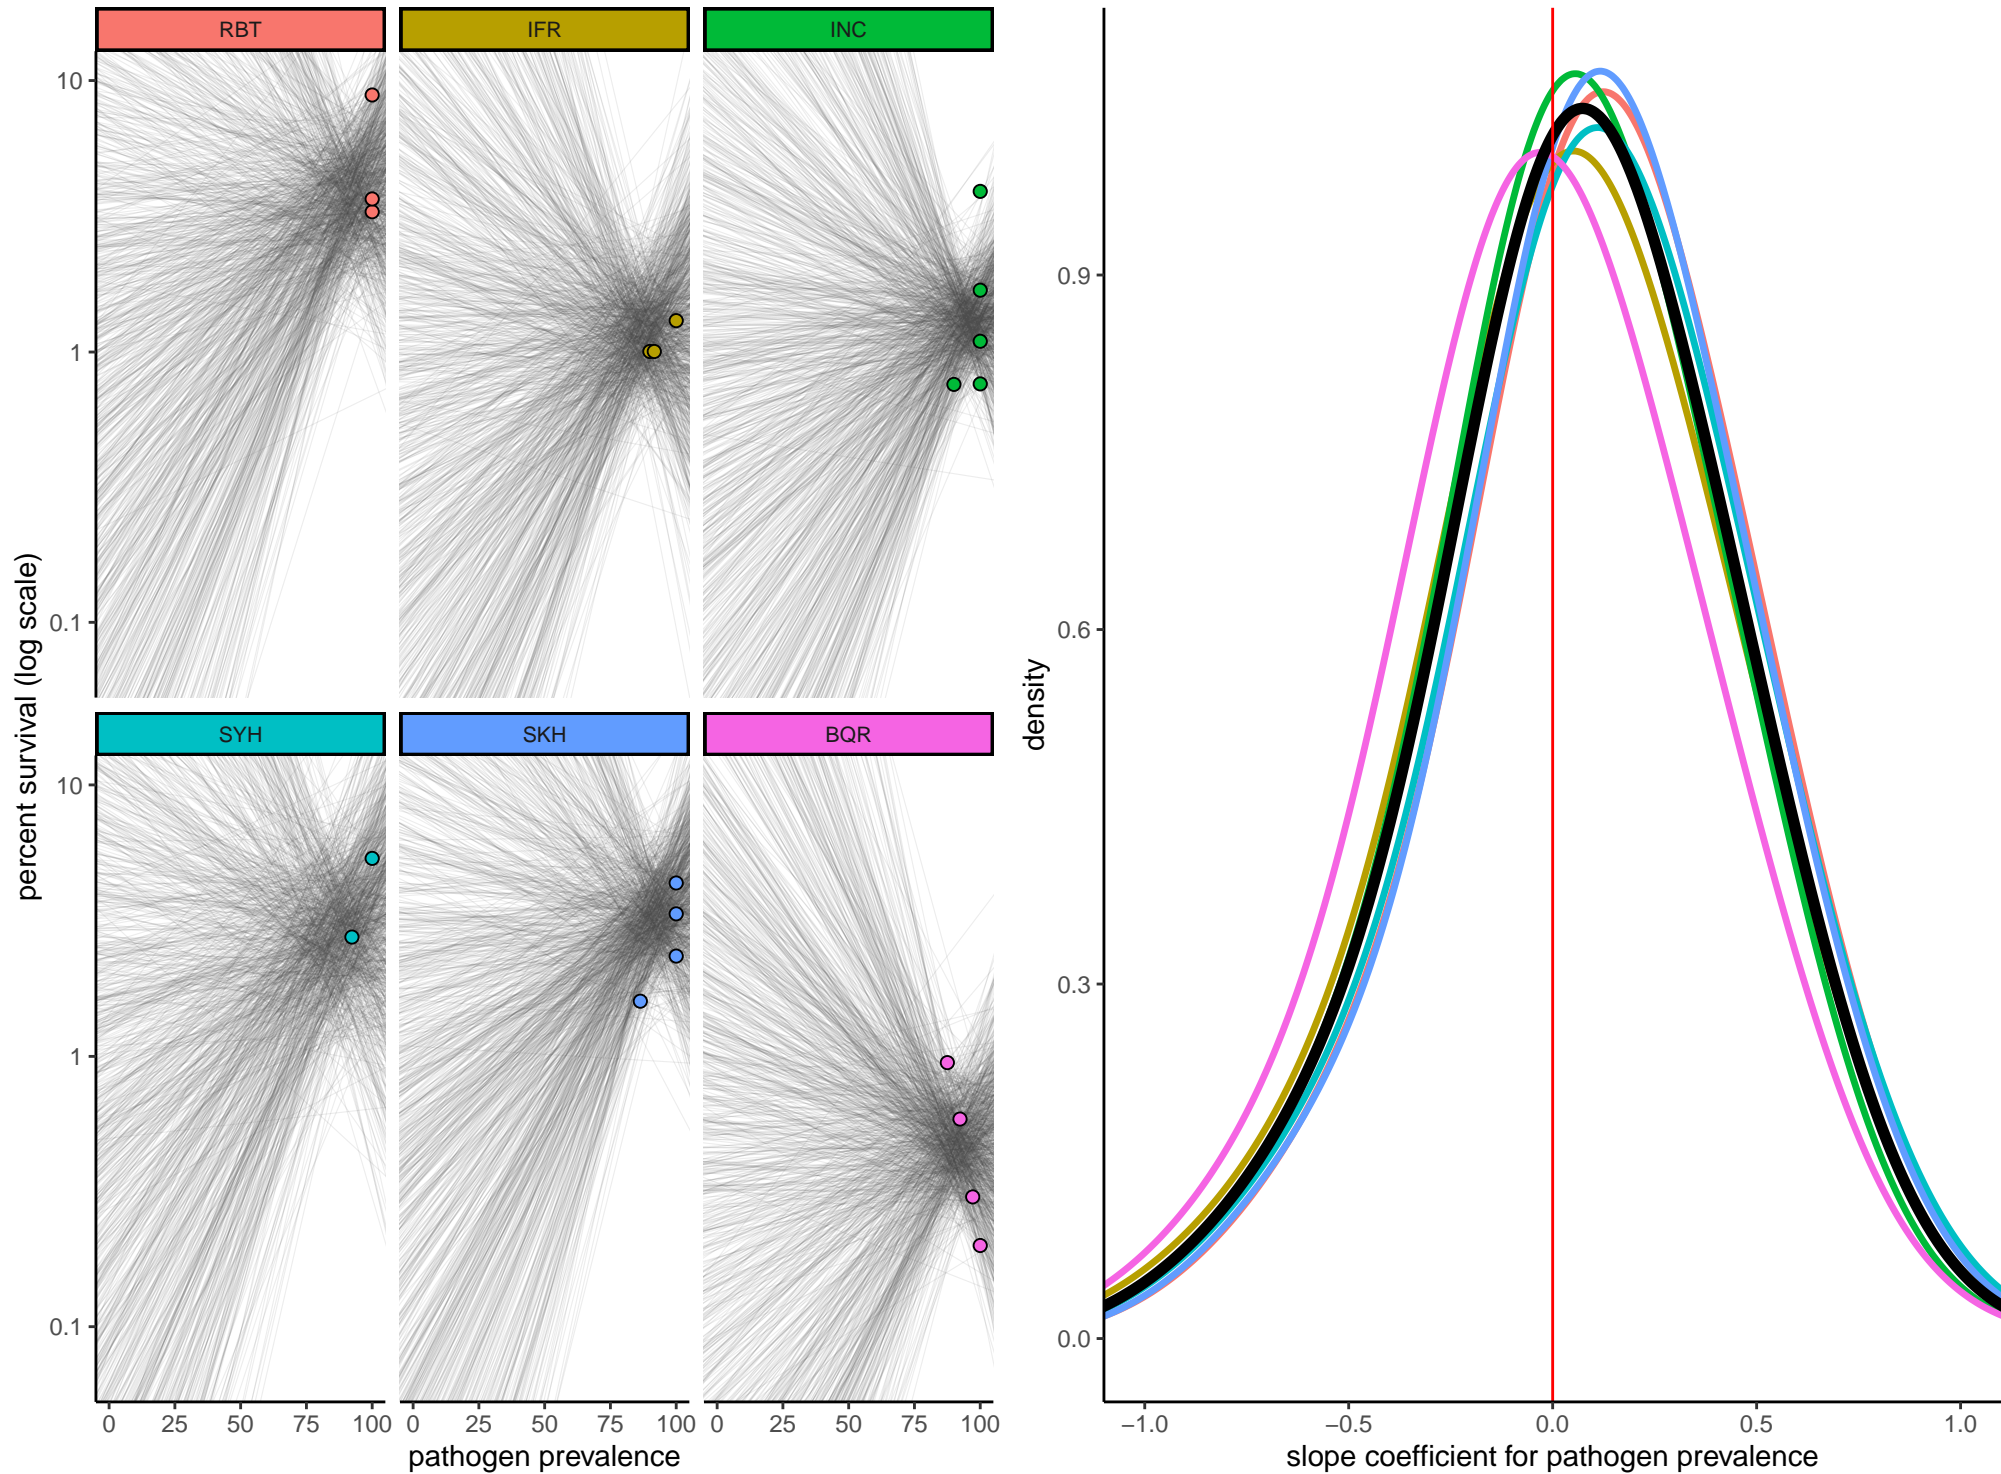 RBT IFR INC
10
1
0.1
SYH SKH BQR
10
1
0.1
0 25 50 75 100 0 25 50 75 100 0 25 50 75 100
pathogen prevalence
percent survival (log scale)
density
0.9
0.6
0.3
0.0
−1.0 −0.5 0.0 0.5 1.0
slope coefficient for pathogen prevalence